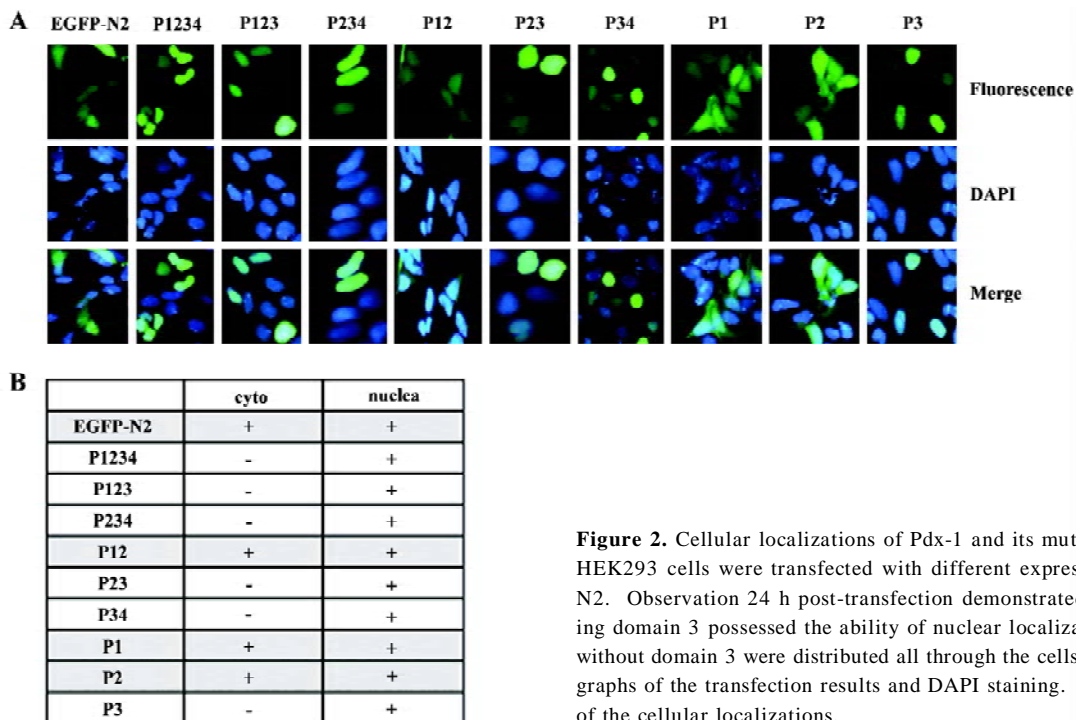 A
EGFP-N2 P1234 P123 P234 P12 P23 P34 P1 P2 P3
Fluorescence
DAPI
Merge
B
cyto nuclea
EGFP-N2 + +
P1234 - +
P123 - +
P234 - +
P12 + +
P23 - +
P34 - +
P1 + +
P2 + +
P3 - +
Figure 2. Cellular localizations of Pdx-1 and its mut
HEK293 cells were transfected with different expres
N2. Observation 24 h post-transfection demonstrate
ing domain 3 possessed the ability of nuclear localiza
without domain 3 were distributed all through the cells
graphs of the transfection results and DAPI staining.
of the cellular localizations